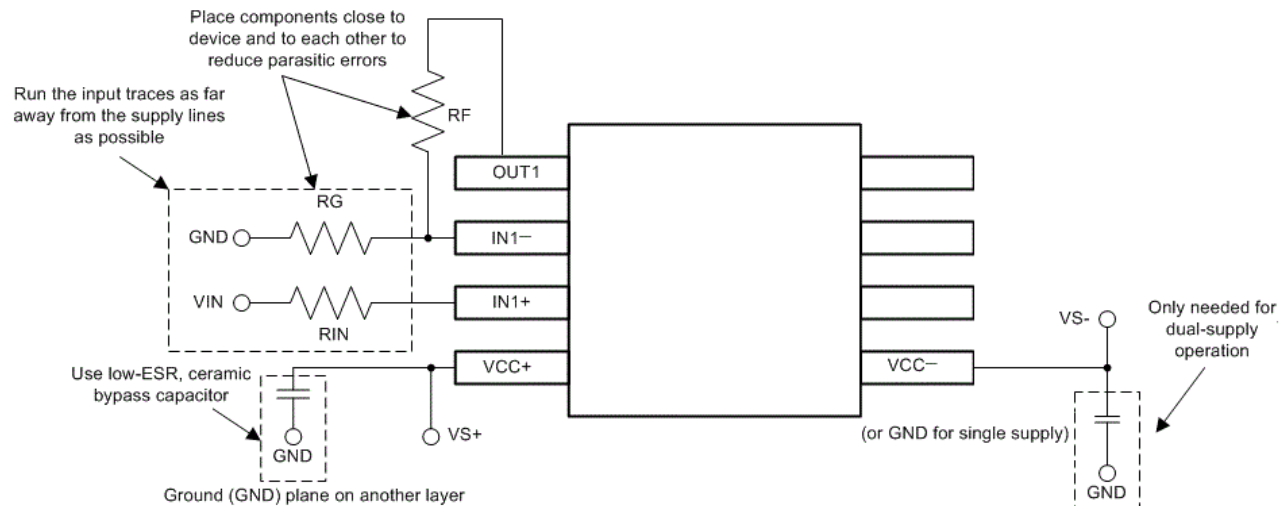 Place components close to
device and to each other to
reduce parasitic errors
Run the input traces as far
away from the supply lines
as possible
RF
OUT1
RG
GND
IN1−
VIN
IN1+
RIN
Only needed for
dual-supply
operation
VS-
VCC+
VCC−
Use low-ESR, ceramic
bypass capacitor
VS+
(or GND for single supply)
GND
GND
Ground (GND) plane on another layer